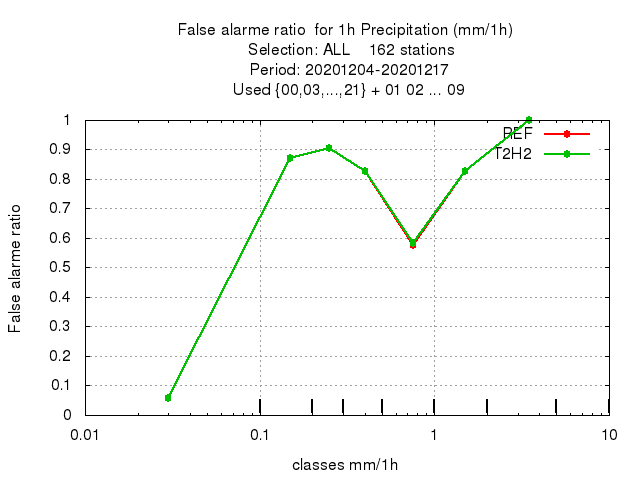 False alarme ratio  for 1h Precipitation (mm/1h)
Selection: ALL    162 stations
Period: 20201204-20201217
Used {00,03,...,21} + 01 02 ... 09
1
REF
T2H2
0.9
0.8
0.7
0.6
0.5
0.4
0.3
0.2
0.1
0
False alarme ratio
0.01 0.1 1 10
classes mm/1h